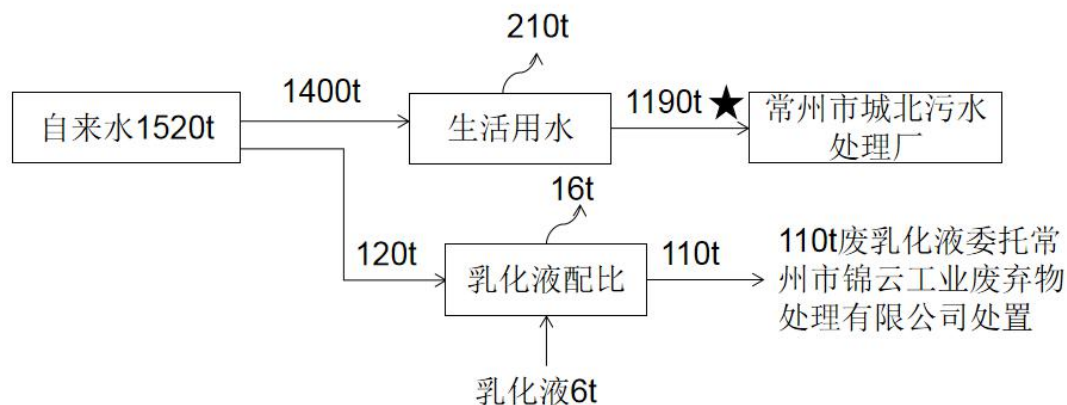 210t
1400t
1190t
自来水1520t
生活用水
常州市城北污水
处理厂
16t
120t
110t
乳化液配比
110t废乳化液委托常
州市锦云工业废弃物
处理有限公司处置
乳化液6t